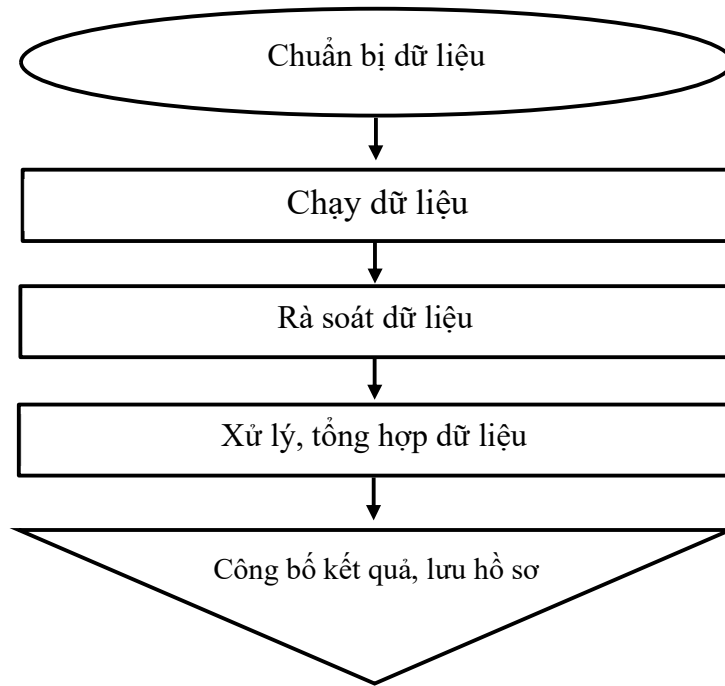 Chuẩn bị dữ liệu
Chạy dữ liệu
Rà soát dữ liệu
Xử lý, tổng hợp dữ liệu
Công bố kết quả, lưu hồ sơ